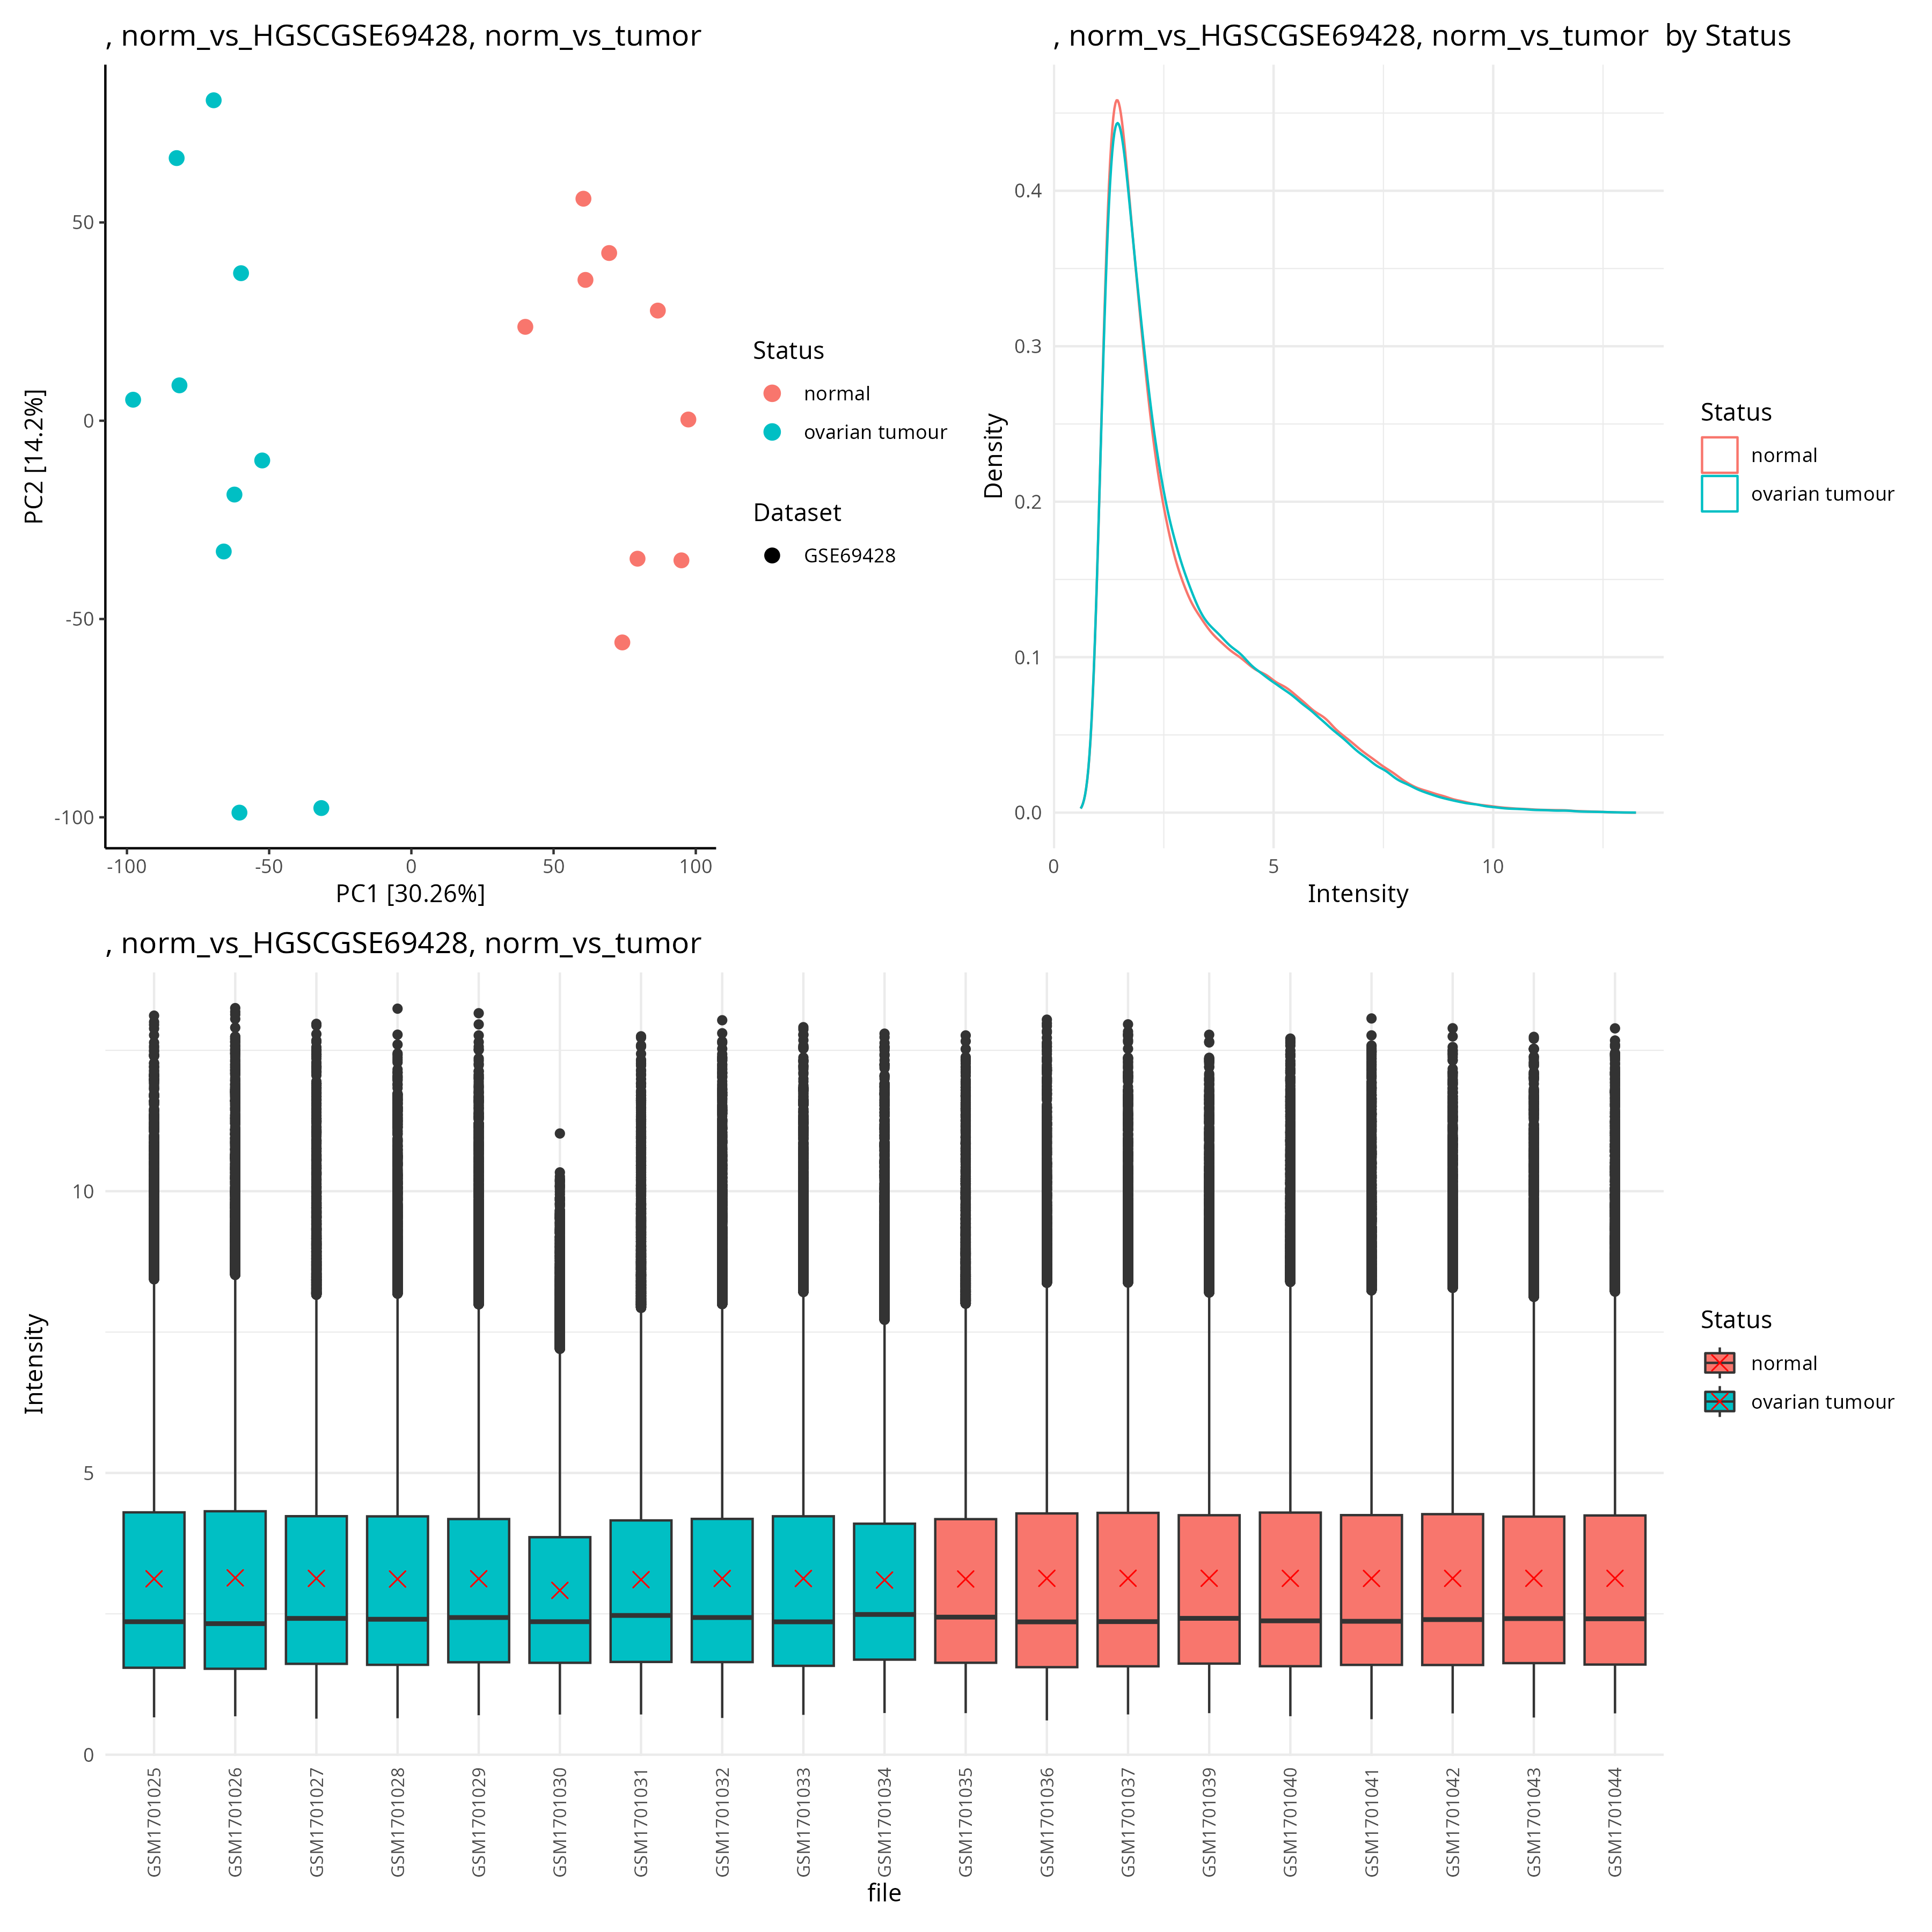 , norm_vs_HGSCGSE69428, norm_vs_tumor
50
0
-50
-100
-100
-50
0
50
100
PC1 [30.26%]
PC2 [14.2%]
Status
normal
ovarian tumour
Dataset
GSE69428
, norm_vs_HGSCGSE69428, norm_vs_tumor  by Status
0.4
0.3
0.2
0.1
0.0
0
5
10
Intensity
Density
Status
normal
ovarian tumour
, norm_vs_HGSCGSE69428, norm_vs_tumor
10
5
0
Intensity
GSM1701025
GSM1701026
GSM1701027
GSM1701028
GSM1701029
GSM1701030
GSM1701031
GSM1701032
GSM1701033
GSM1701034
GSM1701035
GSM1701036
GSM1701037
GSM1701039
GSM1701040
GSM1701041
GSM1701042
GSM1701043
GSM1701044
file
Status
normal
ovarian tumour